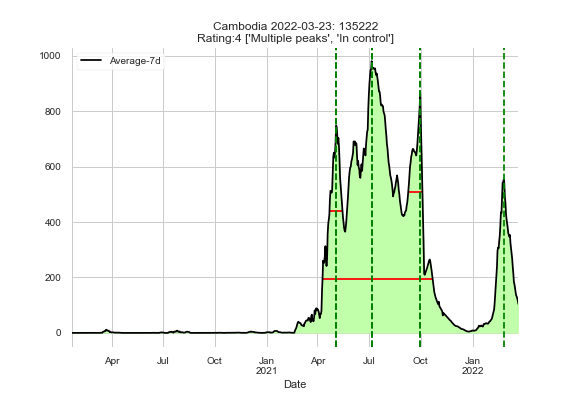 Cambodia 2022-03-23: 135222
Rating:4 ['Multiple peaks', 'In control']
Average-7d
1000
800
600
400
200
0
Apr Jul Oct Jan Apr Jul Oct Jan
2021 2022
Date